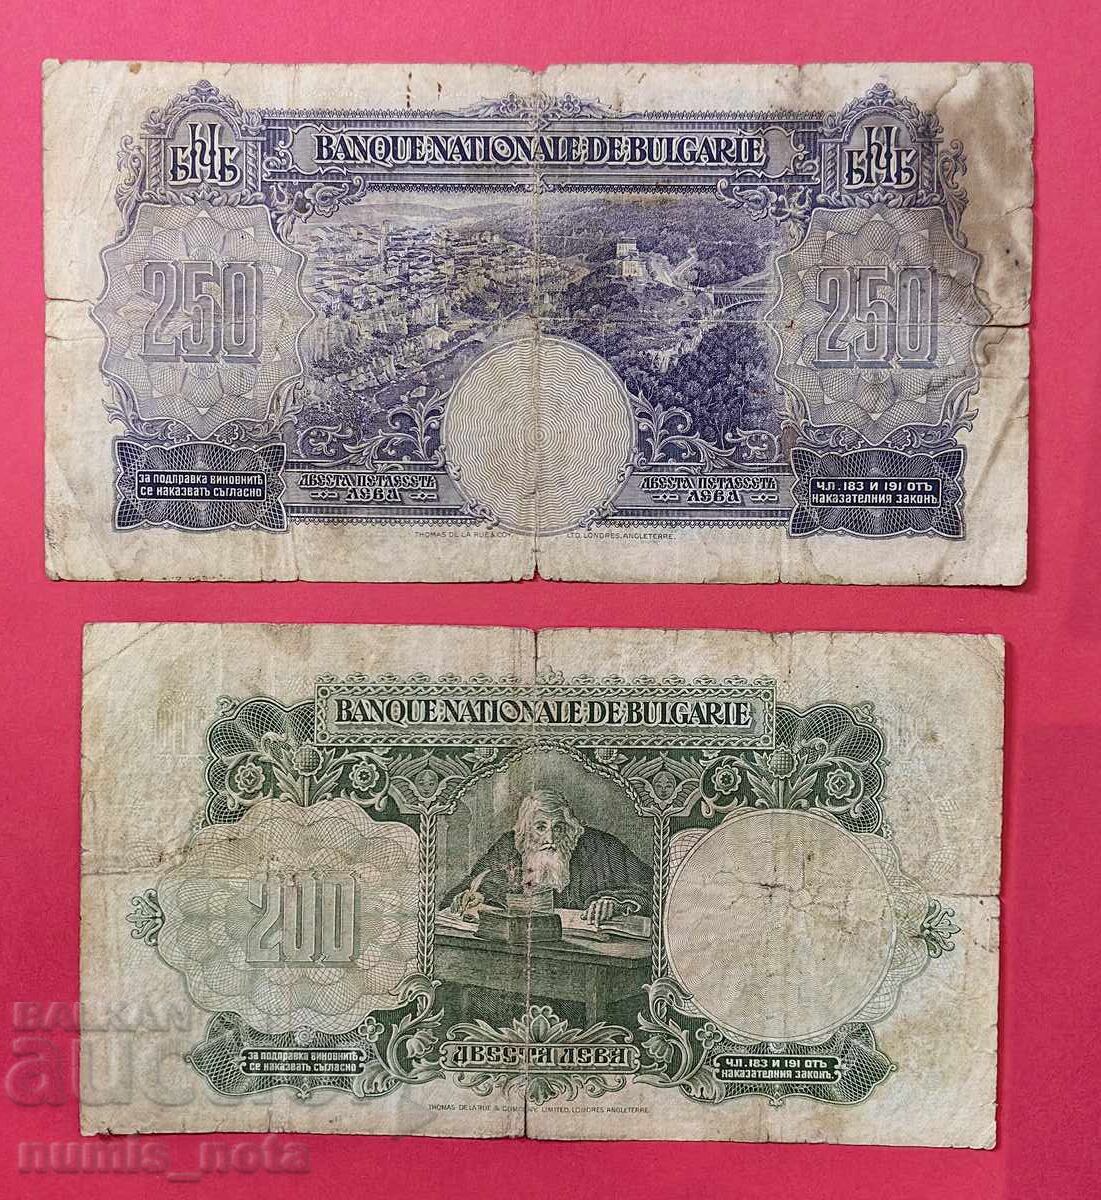 БНБ
BANQUE NATIONALE DE BULGARIE
БНБ
250
250
ДВЕСТА ПЕТДЕСЕТЬ
ЛЕВА
ДВЕСТА ПЕТДЕСЕТЬ
ЛЕВА
ЗА ПОДПРАВКА ВИНОВНИТѢ
СЕ НАКАЗВАТЪ СЪГЛАСНО
ЧЛ. 183 И 191 ОТЪ
НАКАЗАТЕЛНИЯ ЗАКОНЪ
THOMAS DE LA RUE & COY. LTD. LONDRES, ANGLETERRE.
BANQUE NATIONALE DE BULGARIE
200
ДВЕСТА ЛЕВА
ЗА ПОДПРАВКА ВИНОВНИТѢ
СЕ НАКАЗВАТЪ СЪГЛАСНО
ЧЛ. 183 И 191 ОТЪ
НАКАЗАТЕЛНИЯ ЗАКОНЪ.
THOMAS DE LA RUE & COMPANY, LIMITED, LONDRES, ANGLETERRE
BALKAN
auction
numis_nota